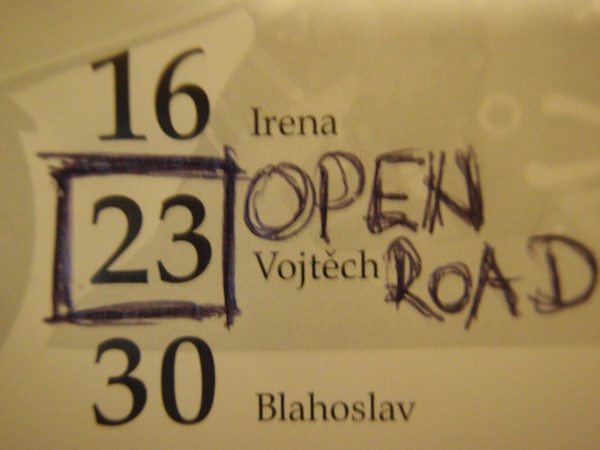 16 Irena
OPEN
23 Vojtěch ROAD
30 Blahoslav